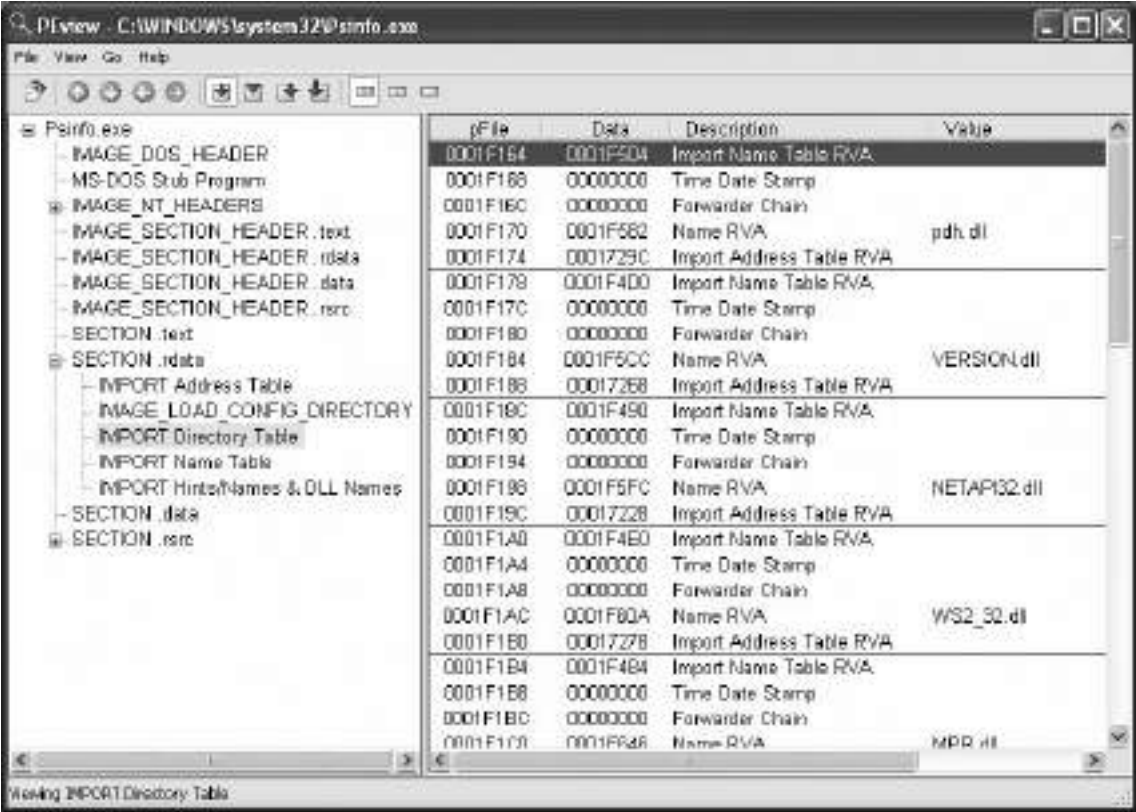 PEview - C:\WINDOWS\system32\Psinfo.exe
File View Go Help
Psinfo.exe
IMAGE_DOS_HEADER
MS-DOS Stub Program
IMAGE_NT_HEADERS
IMAGE_SECTION_HEADER .text
IMAGE_SECTION_HEADER .rdata
IMAGE_SECTION_HEADER .data
IMAGE_SECTION_HEADER .rsrc
SECTION .text
SECTION .rdata
IMPORT Address Table
IMAGE_LOAD_CONFIG_DIRECTORY
IMPORT Directory Table
IMPORT Name Table
IMPORT Hints/Names & DLL Names
SECTION .data
SECTION .rsrc
pFile Data Description Value
0001F164 0001F504 Import Name Table RVA
0001F168 00000000 Time Date Stamp
0001F16C 00000000 Forwarder Chain
0001F170 0001F582 Name RVA pdh.dll
0001F174 0001729C Import Address Table RVA
0001F178 0001F4D0 Import Name Table RVA
0001F17C 00000000 Time Date Stamp
0001F180 00000000 Forwarder Chain
0001F184 0001F5CC Name RVA VERSION.dll
0001F188 00017268 Import Address Table RVA
0001F18C 0001F490 Import Name Table RVA
0001F190 00000000 Time Date Stamp
0001F194 00000000 Forwarder Chain
0001F198 0001F5FC Name RVA NETAPI32.dll
0001F19C 00017228 Import Address Table RVA
0001F1A0 0001F4E0 Import Name Table RVA
0001F1A4 00000000 Time Date Stamp
0001F1A8 00000000 Forwarder Chain
0001F1AC 0001F60A Name RVA WS2_32.dll
0001F1B0 00017278 Import Address Table RVA
0001F1B4 0001F4B4 Import Name Table RVA
0001F1B8 00000000 Time Date Stamp
0001F1BC 00000000 Forwarder Chain
0001F1C0 0001F648 Name RVA MPR.dll
Viewing IMPORT Directory Table